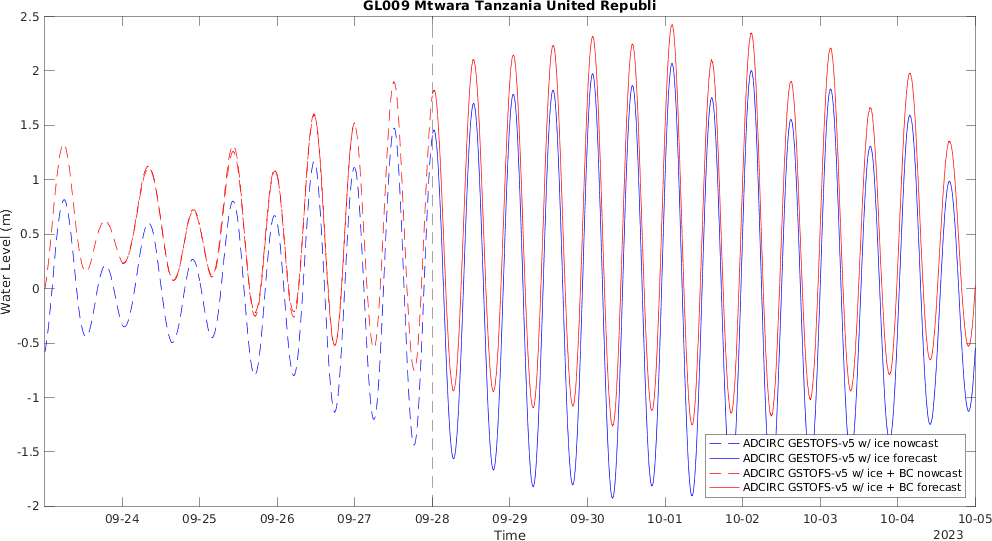 GL009 Mtwara Tanzania United Republi
2.5
2
1.5
1
0.5
0
-0.5
-1
-1.5
-2
Water Level (m)
ADCIRC GESTOFS-v5 w/ ice nowcast
ADCIRC GESTOFS-v5 w/ ice forecast
ADCIRC GSTOFS-v5 w/ ice + BC nowcast
ADCIRC GSTOFS-v5 w/ ice + BC forecast
09-24 09-25 09-26 09-27 09-28 09-29 09-30 10-01 10-02 10-03 10-04 10-05
Time
2023